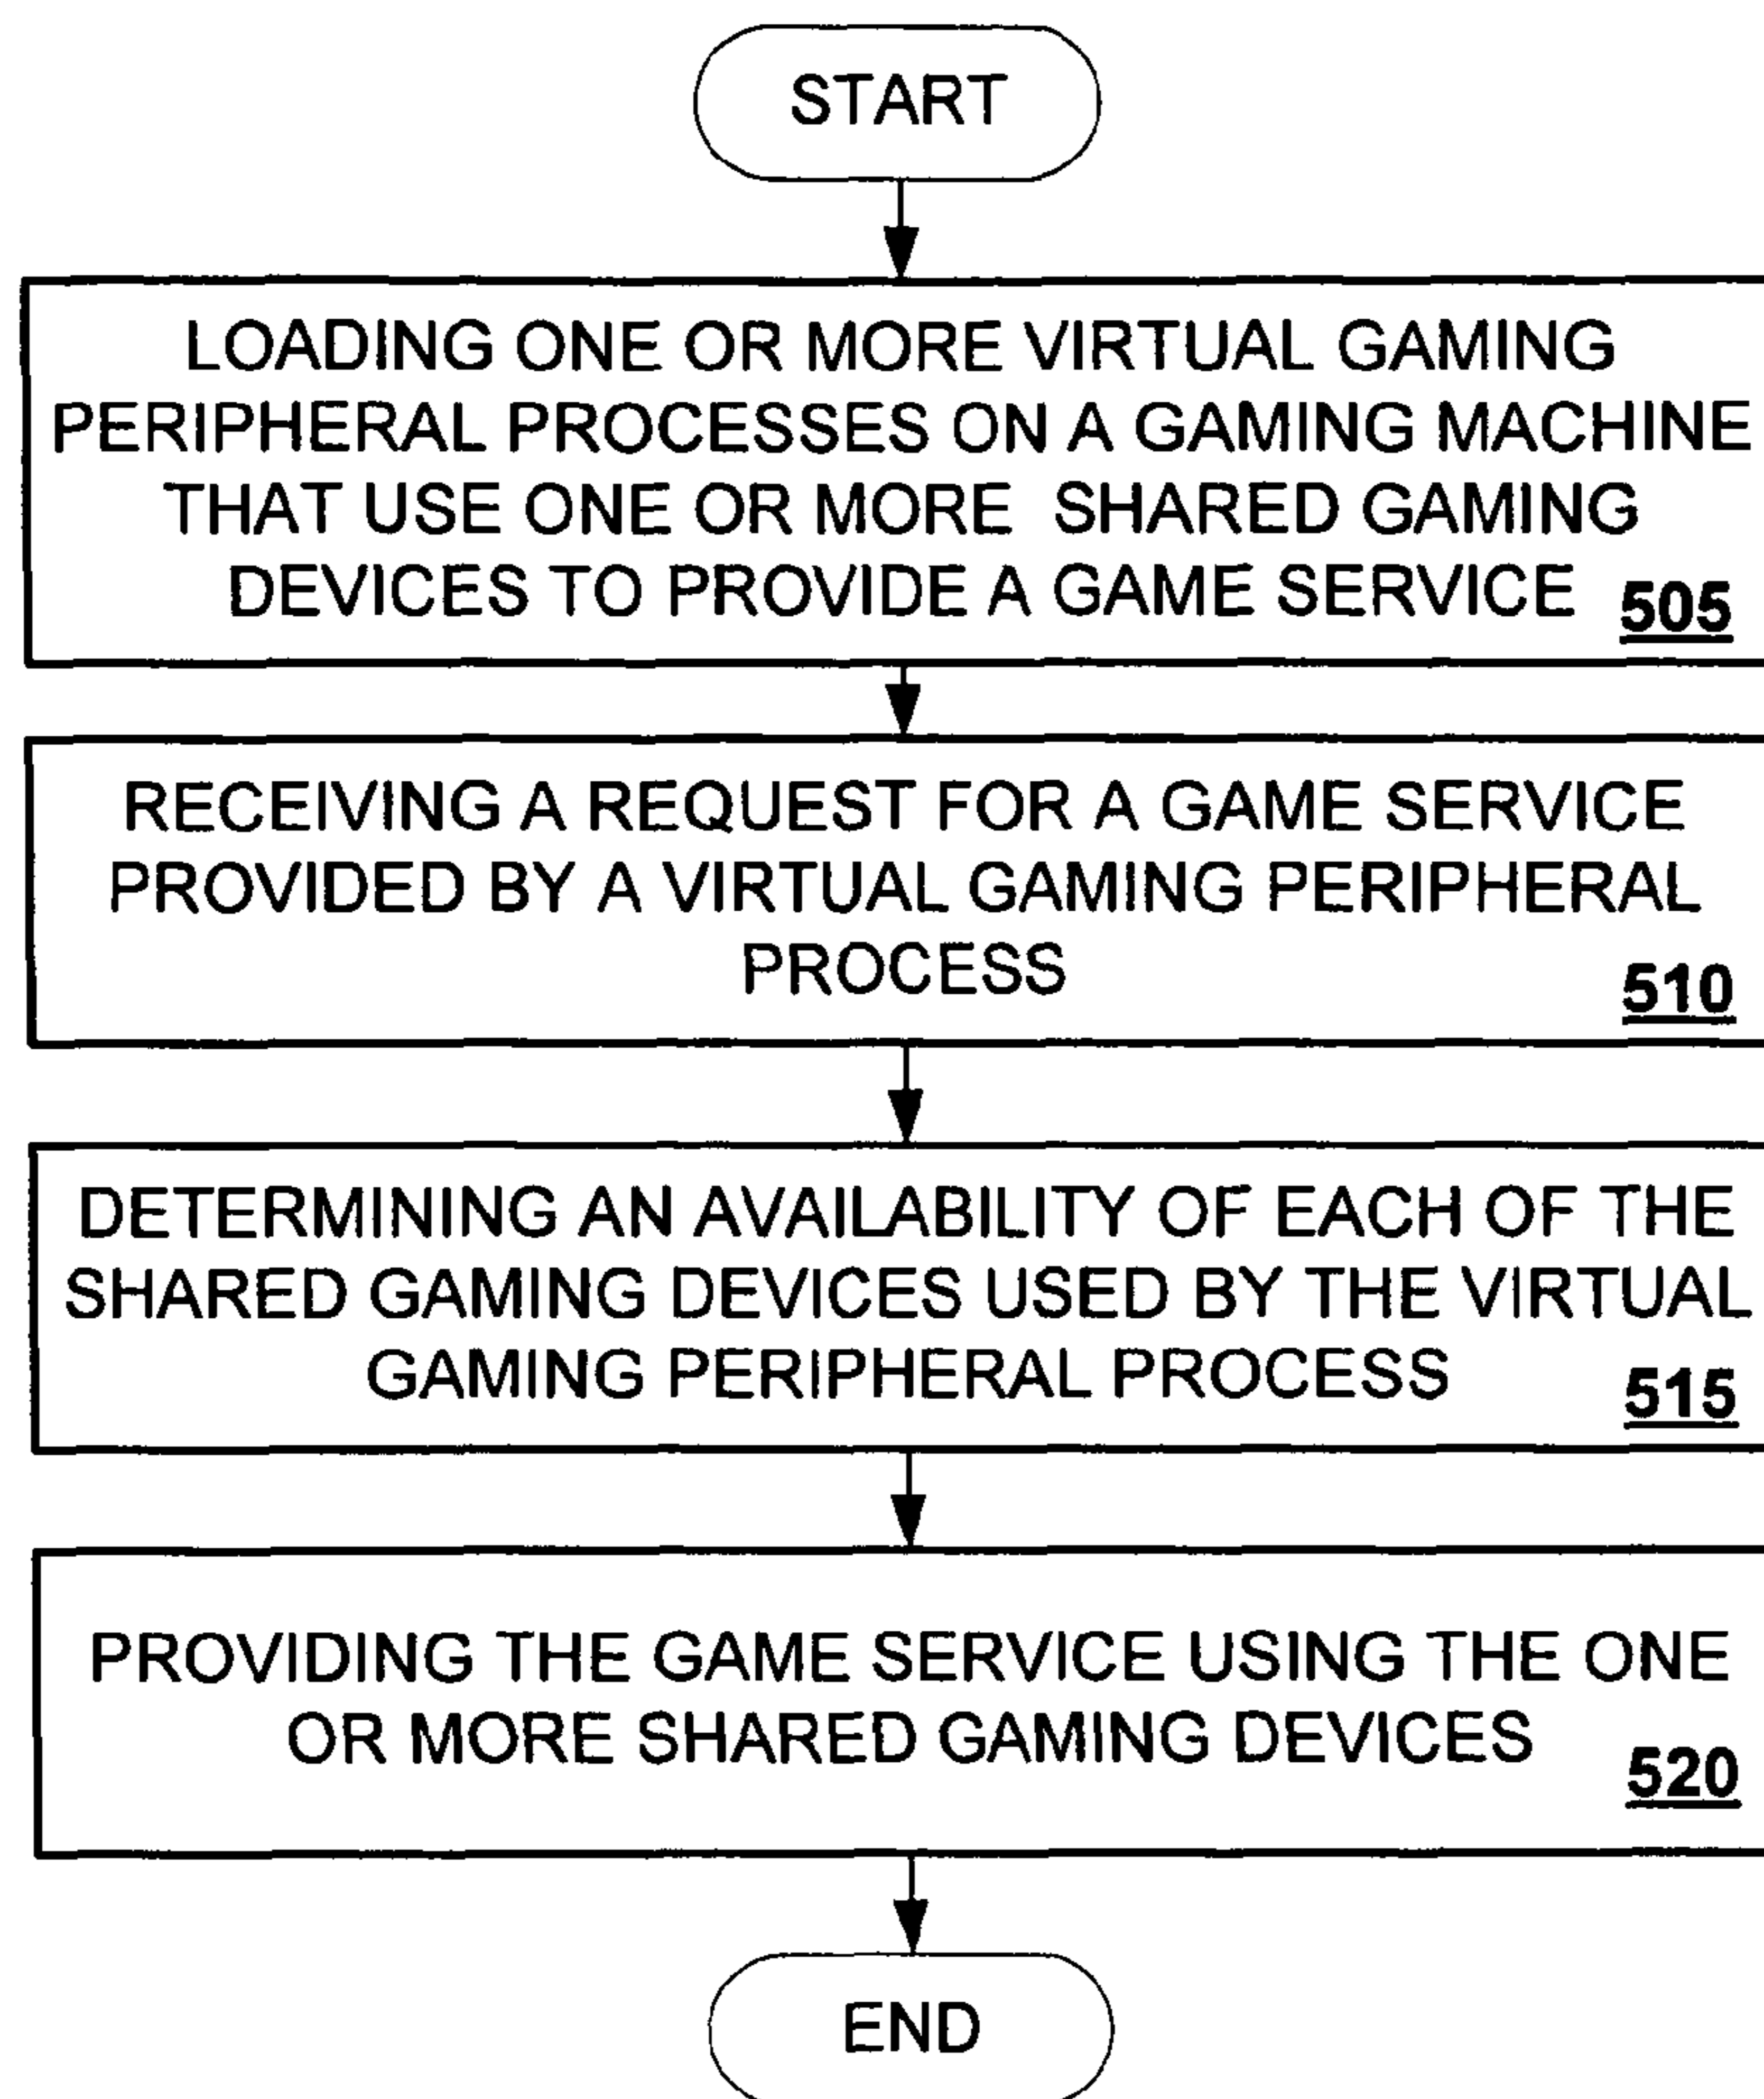 START
LOADING ONE OR MORE VIRTUAL GAMING
PERIPHERAL PROCESSES ON A GAMING MACHINE
THAT USE ONE OR MORE SHARED GAMING
DEVICES TO PROVIDE A GAME SERVICE 505
RECEIVING A REQUEST FOR A GAME SERVICE
PROVIDED BY A VIRTUAL GAMING PERIPHERAL
PROCESS
510
DETERMINING AN AVAILABILITY OF EACH OF THE
SHARED GAMING DEVICES USED BY THE VIRTUAL
GAMING PERIPHERAL PROCESS
515
PROVIDING THE GAME SERVICE USING THE ONE
OR MORE SHARED GAMING DEVICES
520
END